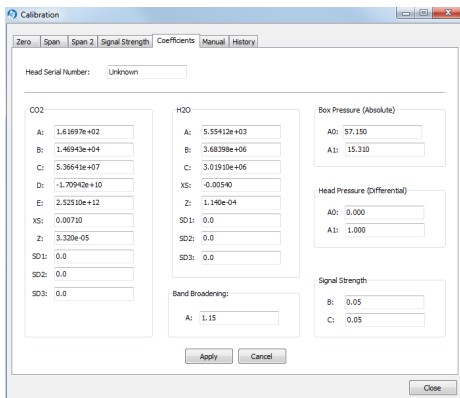 Calibration
Zero Span Span 2 Signal Strength Coefficients Manual History
Head Serial Number: Unknown
CO2
A: 1.61697e+02
B: 1.46943e+04
C: 5.36641e+07
D: -1.70942e+10
E: 2.52510e+12
XS: 0.00710
Z: 3.320e-05
SD1: 0.0
SD2: 0.0
SD3: 0.0
H2O
A: 5.55412e+03
B: 3.68398e+06
C: 3.01910e+06
XS: -0.00540
Z: 1.140e-04
SD1: 0.0
SD2: 0.0
SD3: 0.0
Band Broadening:
A: 1.15
Box Pressure (Absolute)
A0: 57.150
A1: 15.310
Head Pressure (Differential)
A0: 0.000
A1: 1.000
Signal Strength
B: 0.05
C: 0.05
Apply Cancel
Close